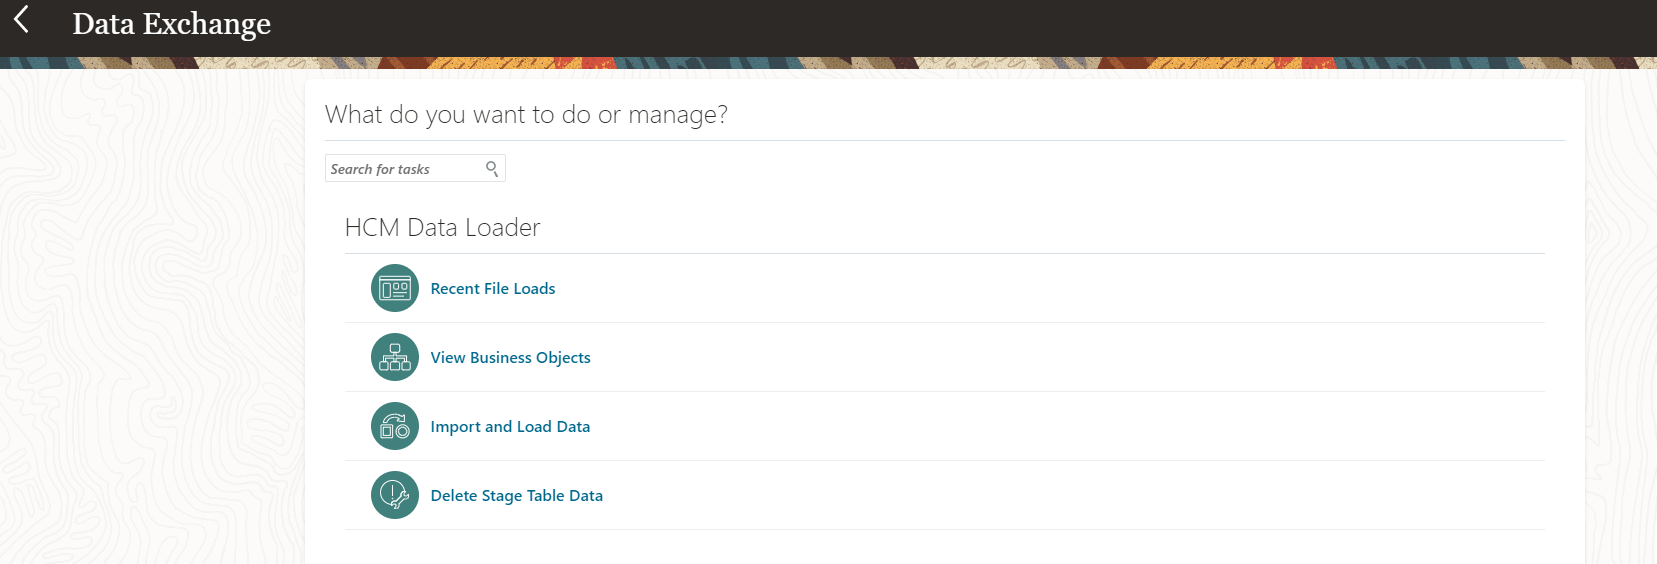 Data Exchange
What do you want to do or manage?
Search for tasks
HCM Data Loader
Recent File Loads
View Business Objects
Import and Load Data
Delete Stage Table Data